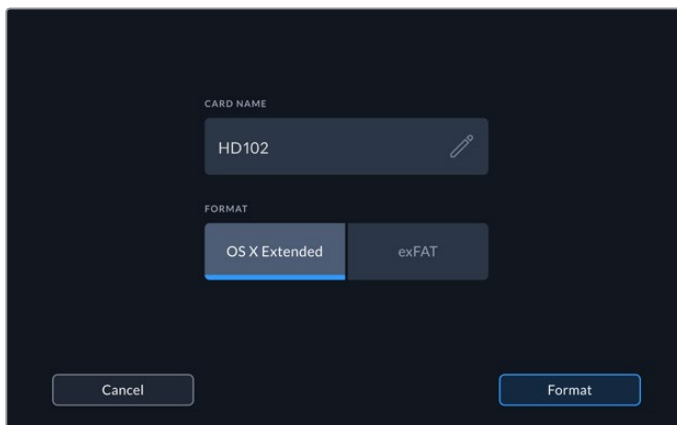 CARD NAME
HD102
FORMAT
OS X Extended exFAT
Cancel Format